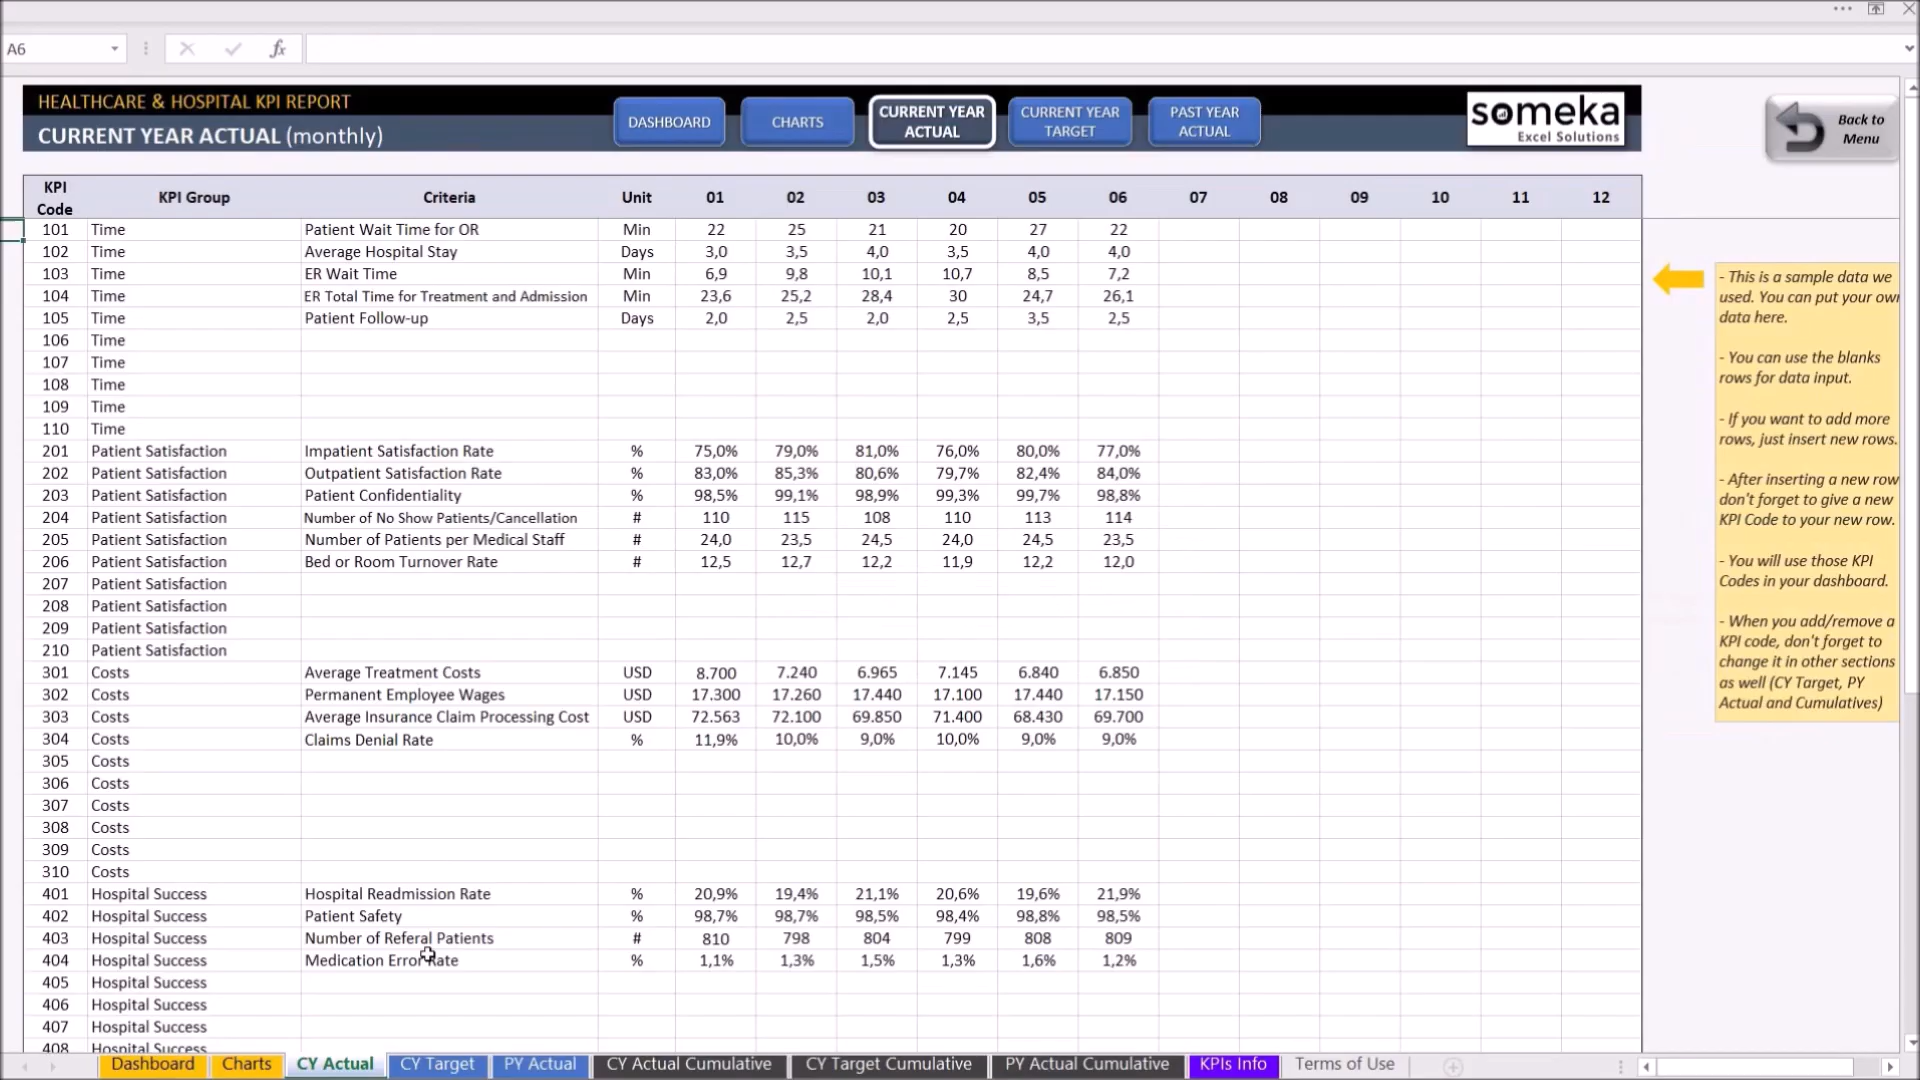 A6
fx
HEALTHCARE & HOSPITAL KPI REPORT
CURRENT YEAR ACTUAL (monthly)
DASHBOARD
CHARTS
CURRENT YEAR
ACTUAL
CURRENT YEAR
TARGET
PAST YEAR
ACTUAL
someka
Excel Solutions
Back to
Menu
KPI
Code KPI Group Criteria Unit 01 02 03 04 05 06 07 08 09 10 11 12
101 Time Patient Wait Time for OR Min 22 25 21 20 27 22
102 Time Average Hospital Stay Days 3,0 3,5 4,0 3,5 4,0 4,0
103 Time ER Wait Time Min 6,9 9,8 10,1 10,7 8,5 7,2
104 Time ER Total Time for Treatment and Admission Min 23,6 25,2 28,4 30 24,7 26,1
105 Time Patient Follow-up Days 2,0 2,5 2,0 2,5 3,5 2,5
106 Time
107 Time
108 Time
109 Time
110 Time
201 Patient Satisfaction Impatient Satisfaction Rate % 75,0% 79,0% 81,0% 76,0% 80,0% 77,0%
202 Patient Satisfaction Outpatient Satisfaction Rate % 83,0% 85,3% 80,6% 79,7% 82,4% 84,0%
203 Patient Satisfaction Patient Confidentiality % 98,5% 99,1% 98,9% 99,3% 99,7% 98,8%
204 Patient Satisfaction Number of No Show Patients/Cancellation # 110 115 108 110 113 114
205 Patient Satisfaction Number of Patients per Medical Staff # 24,0 23,5 24,5 24,0 24,5 23,5
206 Patient Satisfaction Bed or Room Turnover Rate # 12,5 12,7 12,2 11,9 12,2 12,0
207 Patient Satisfaction
208 Patient Satisfaction
209 Patient Satisfaction
210 Patient Satisfaction
301 Costs Average Treatment Costs USD 8.700 7.240 6.965 7.145 6.840 6.850
302 Costs Permanent Employee Wages USD 17.300 17.260 17.440 17.100 17.440 17.150
303 Costs Average Insurance Claim Processing Cost USD 72.563 72.100 69.850 71.400 68.430 69.700
304 Costs Claims Denial Rate % 11,9% 10,0% 9,0% 10,0% 9,0% 9,0%
305 Costs
306 Costs
307 Costs
308 Costs
309 Costs
310 Costs
401 Hospital Success Hospital Readmission Rate % 20,9% 19,4% 21,1% 20,6% 19,6% 21,9%
402 Hospital Success Patient Safety % 98,7% 98,7% 98,5% 98,4% 98,8% 98,5%
403 Hospital Success Number of Referal Patients # 810 798 804 799 808 809
404 Hospital Success Medication Error Rate % 1,1% 1,3% 1,5% 1,3% 1,6% 1,2%
405 Hospital Success
406 Hospital Success
407 Hospital Success
408 Hospital Success
- This is a sample data we
used. You can put your own
data here.
- You can use the blanks
rows for data input.
- If you want to add more
rows, just insert new rows.
- After inserting a new row
don't forget to give a new
KPI Code to your new row.
- You will use those KPI
Codes in your dashboard.
- When you add/remove a
KPI code, don't forget to
change it in other sections
as well (CY Target, PY
Actual and Cumulatives)
Dashboard Charts CY Actual CY Target PY Actual CY Actual Cumulative CY Target Cumulative PY Actual Cumulative KPIs Info Terms of Use